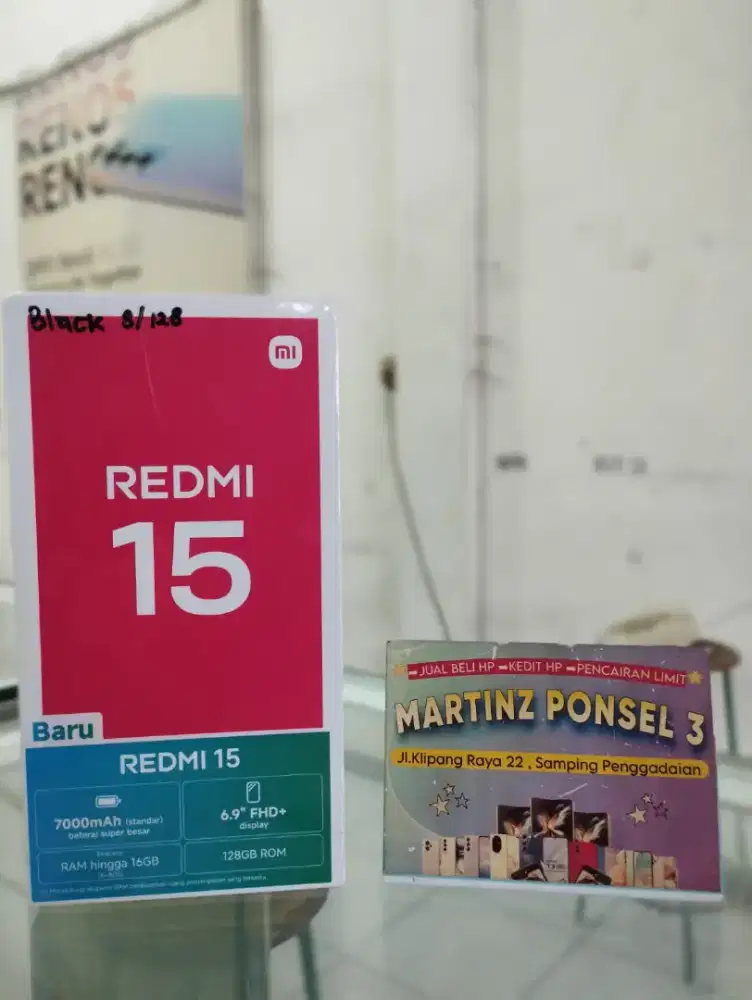 RENO
RENO
Black 8/128
mi
REDMI
15
Baru
REDMI 15
7000mAh (standar)
baterai super besar
6.9" FHD+
display
RAM hingga 16GB
128GB ROM
JUAL BELI HP KEDIT HP PENCAIRAN LIMIT
MARTINZ PONSEL 3
Jl.Klipang Raya 22 , Samping Penggadaian